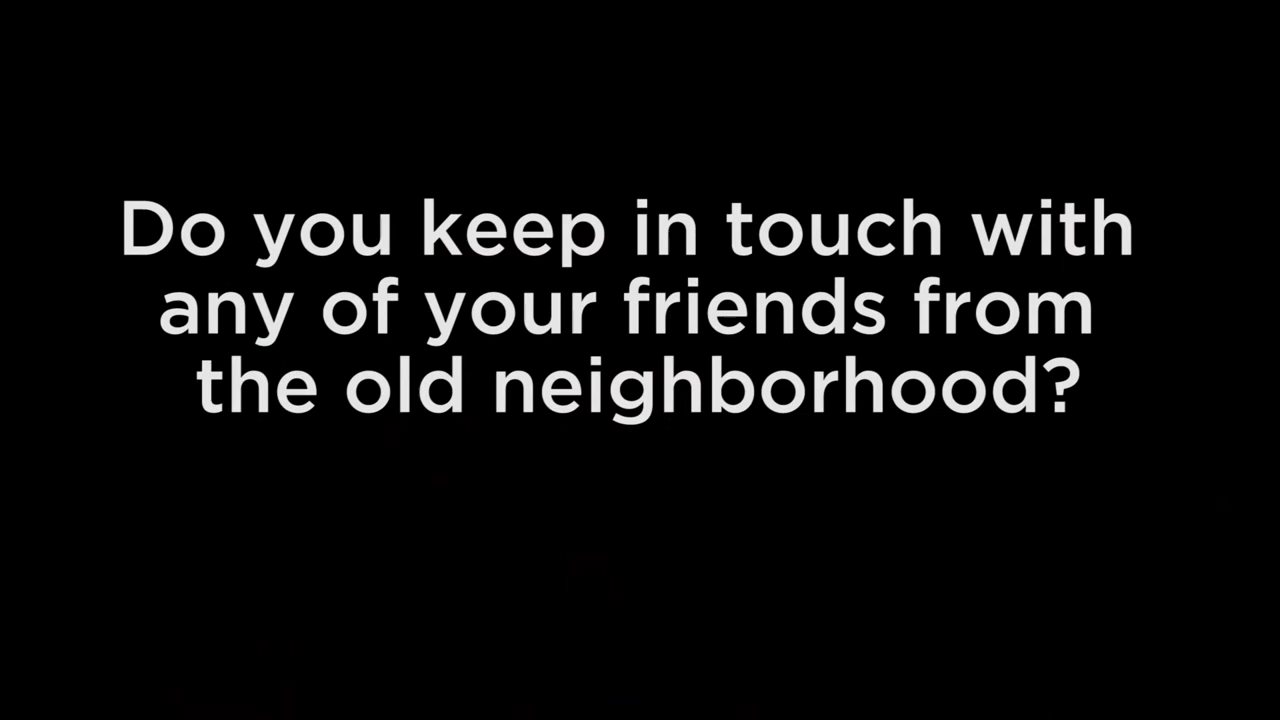 Do you keep in touch with
any of your friends from
the old neighborhood?